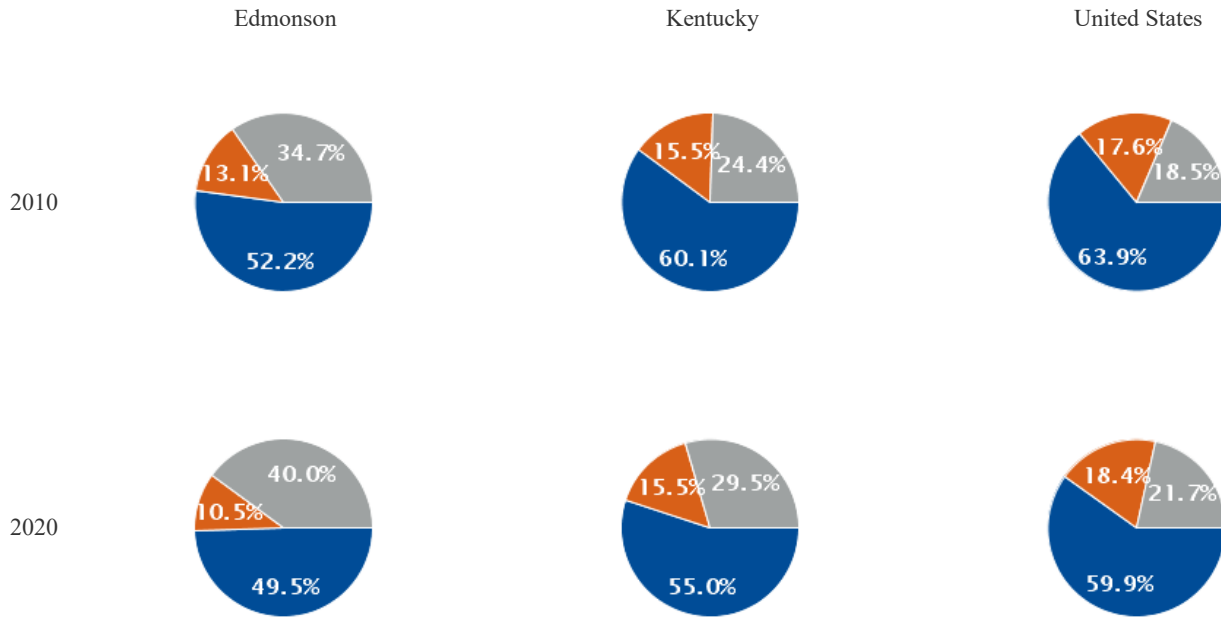 Edmonson Kentucky United States
34.7% 15.5% 17.6%
13.1% 24.4% 18.5%
2010
52.2% 60.1% 63.9%
40.0% 29.5% 18.4%
10.5% 15.5% 21.7%
2020
49.5% 55.0% 59.9%